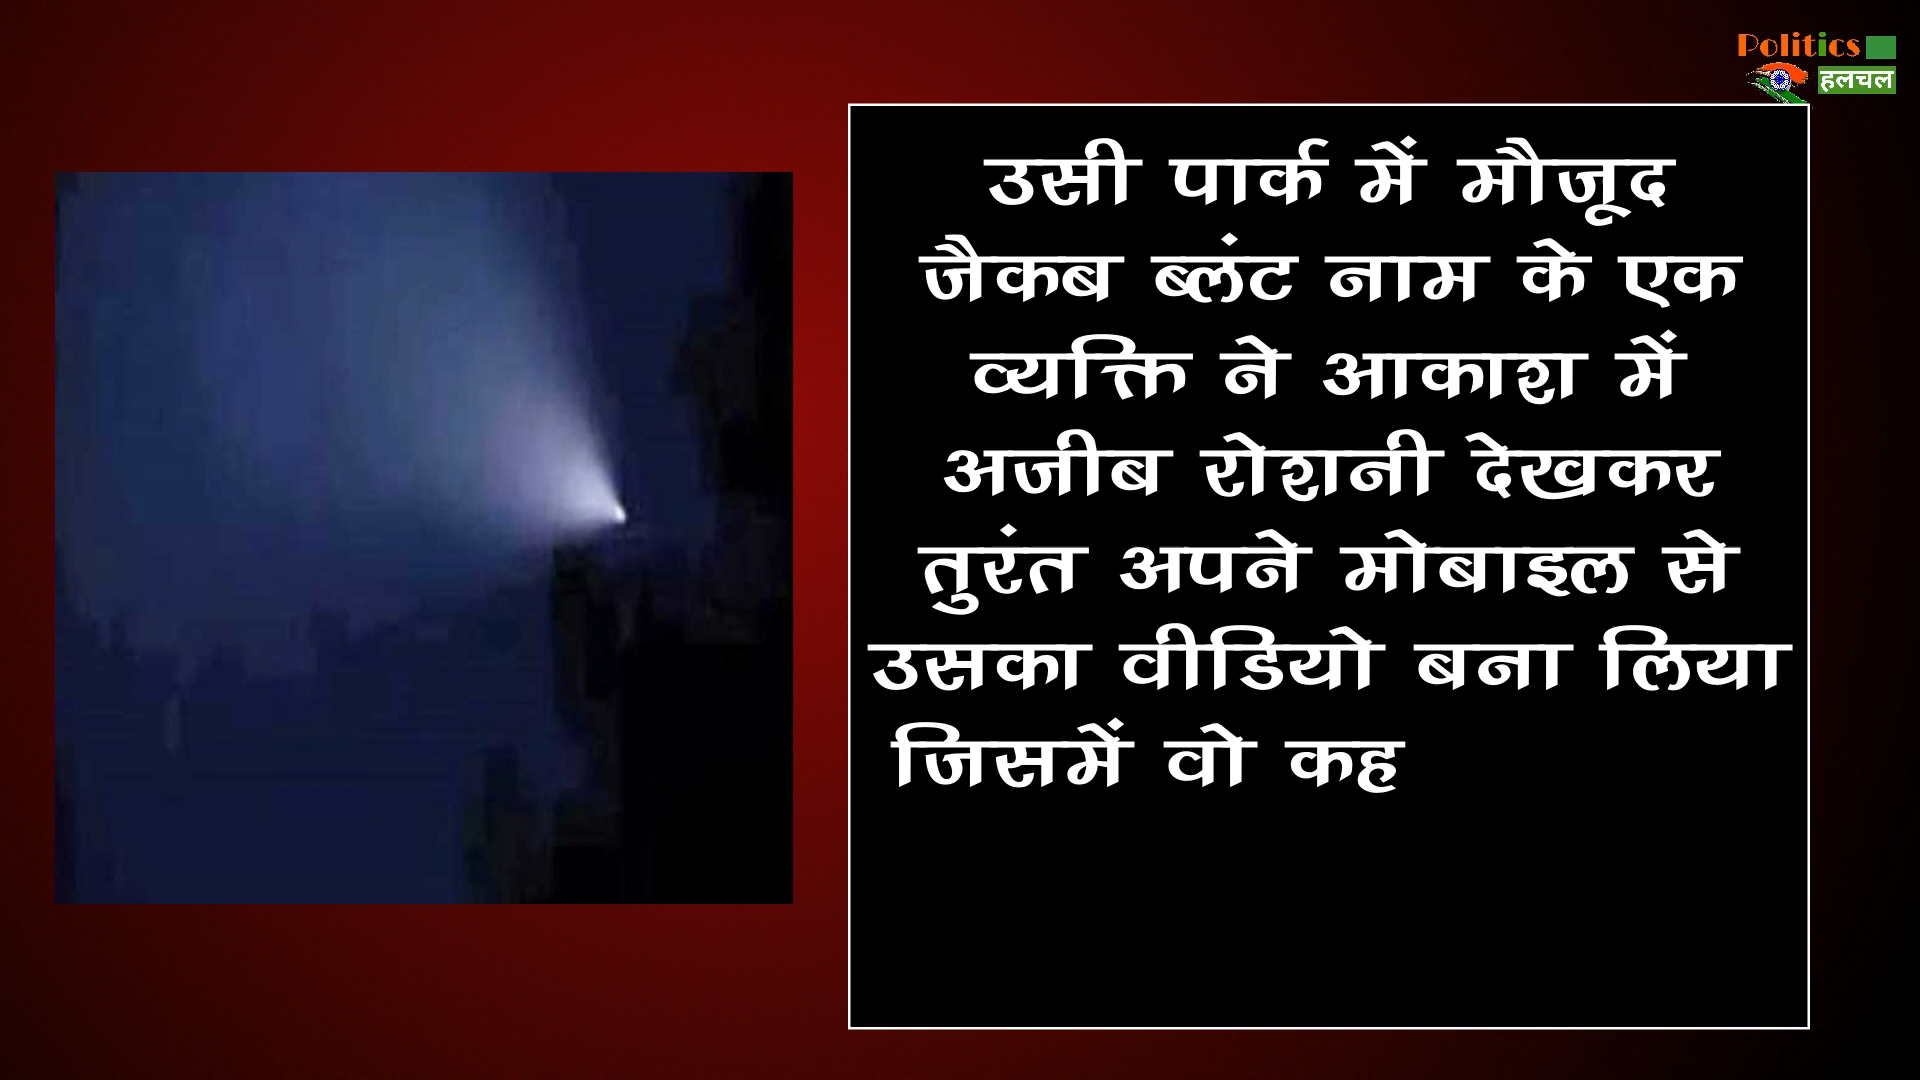 Politics
हलचल
उसी पार्क में मौजूद
जैकब ब्लंट नाम के एक
व्यक्ति ने आकाश में
अजीब रोशनी देखकर
तुरंत अपने मोबाइल से
उसका वीडियो बना लिया
जिसमें वो कह